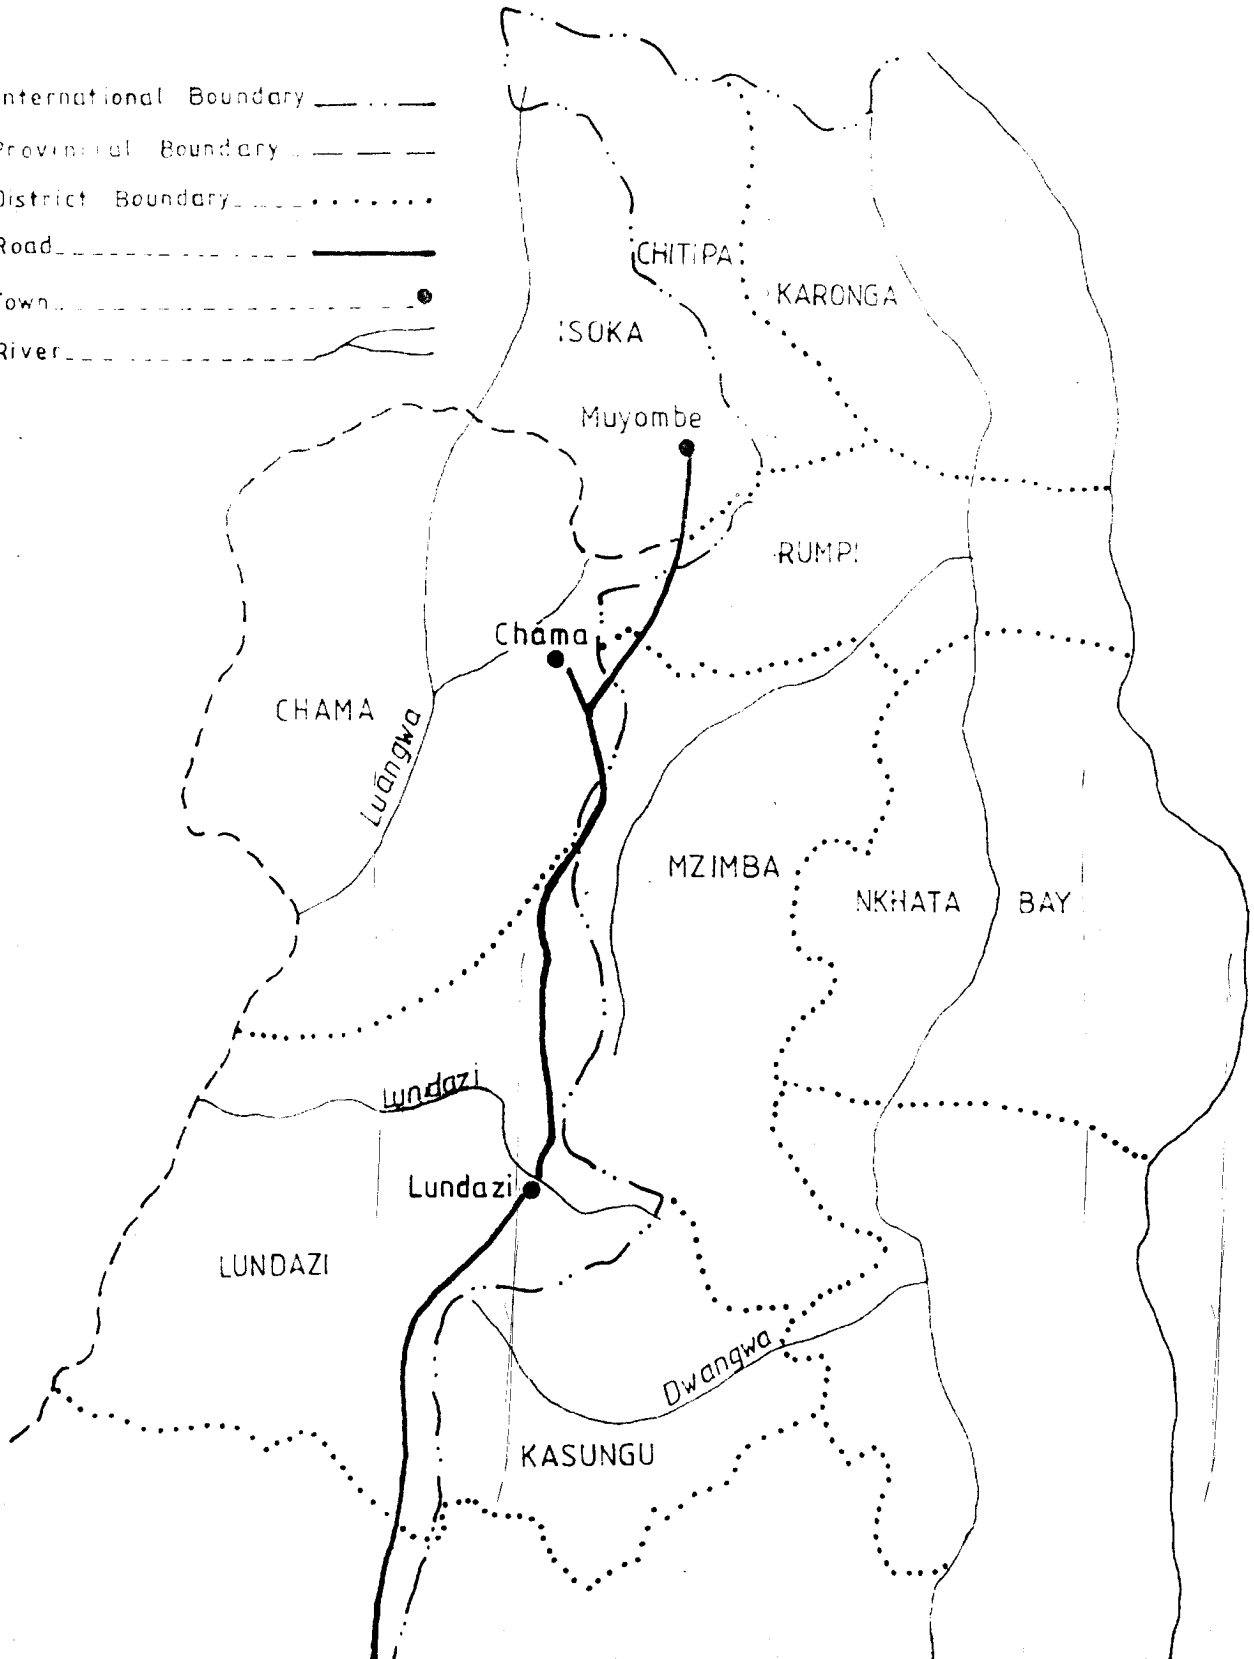 International Boundary
Provincial Boundary
District Boundary
Road
Town
River
CHITIPA
KARONGA
ISOKA
Muyombe
RUMPI
Chama
CHAMA
Luangwa
MZIMBA
NKHATA BAY
Lundazi
Lundazi
LUNDAZI
Dwangwa
KASUNGU